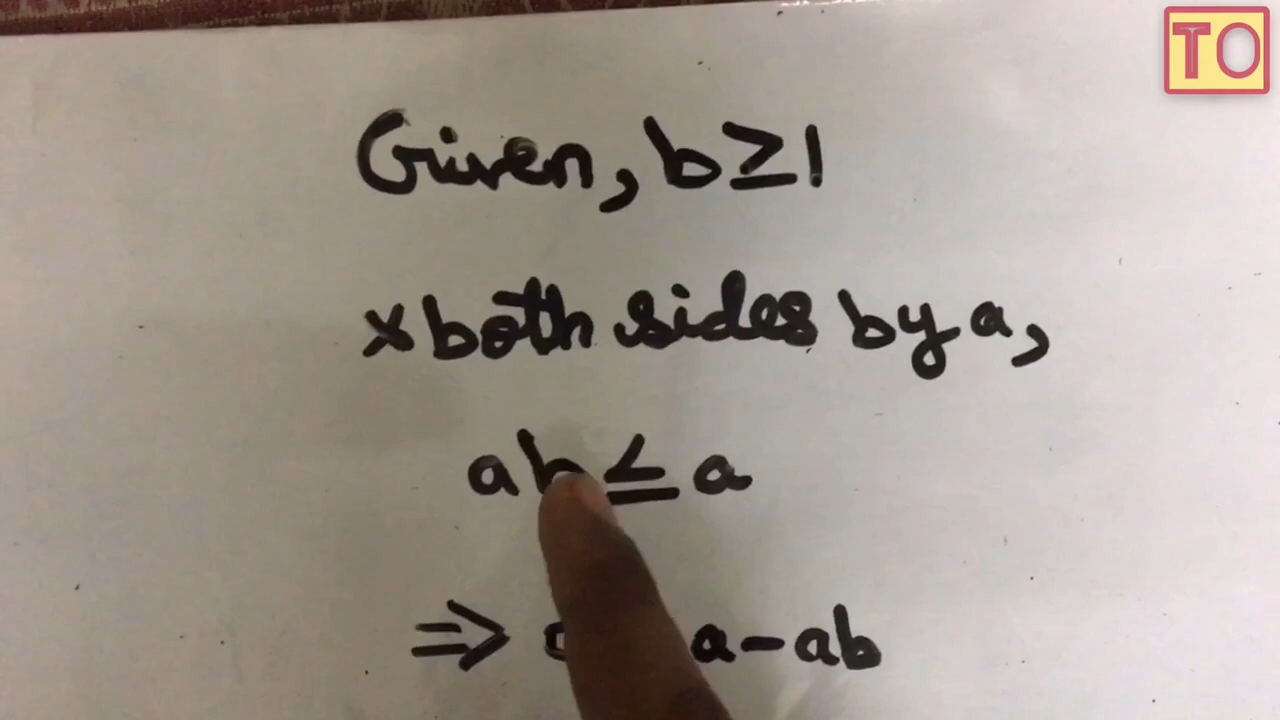 TO
Given, b ≥ 1
× both sides by a,
ab ≤ a
⇒ a - ab